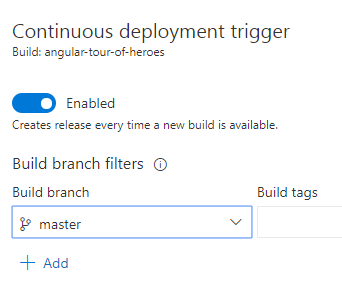 Continuous deployment trigger
Build: angular-tour-of-heroes
Enabled
Creates release every time a new build is available.
Build branch filters
Build branch
Build tags
master
Add